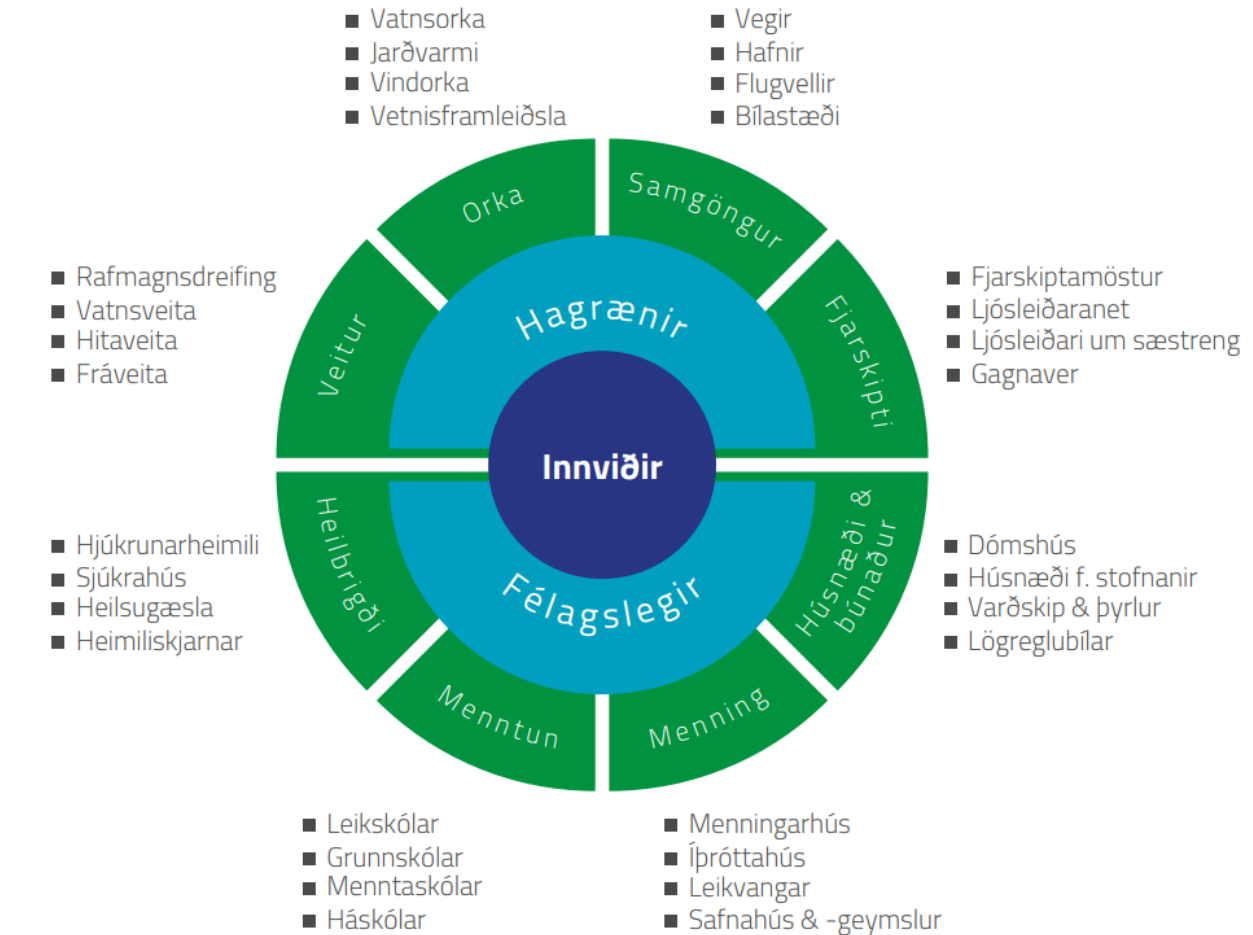 Vatnsorka
Jarðvarmi
Vindorka
Vetnisframleiðsla
Vegir
Hafnir
Flugvellir
Bílastæði
Orka
Samgöngur
Rafmagnsdreifing
Vatnsveita
Hitaveita
Fráveita
Veitur
Hagrænir
Fjarskipti
Fjarskiptamöstur
Ljósleiðaranet
Ljósleiðari um sæstreng
Gagnaver
Innviðir
Hjúkrunarheimili
Sjúkrahús
Heilsugæsla
Heimiliskjarnar
Heilbrigði
Félagslegir
Húsnæði &
búnaður
Dómshús
Húsnæði f. stofnanir
Varðskip & þyrlur
Lögreglubílar
Menntun
Menning
Leikskólar
Grunnskólar
Menntaskólar
Háskólar
Menningarhús
Íþróttahús
Leikvangar
Safnahús & -geymslur